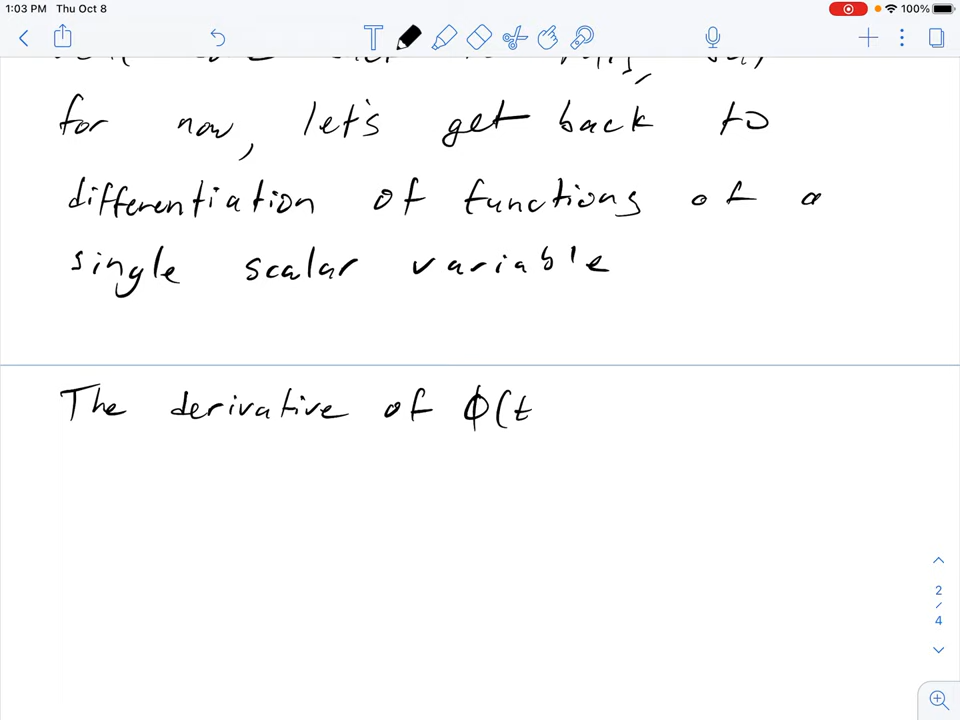 1:03 PM Thu Oct 8 100%
for now, let's get back to
differentiation of functions of a
single scalar variable
The derivative of ϕ(t
2
/
4